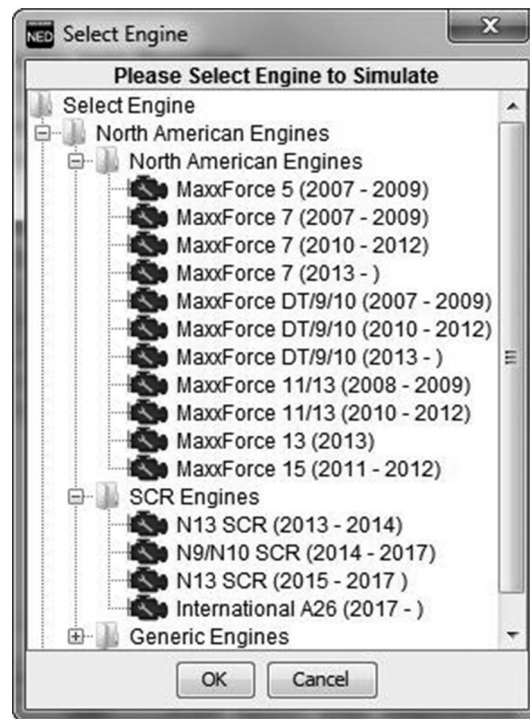 NED Select Engine
Please Select Engine to Simulate
Select Engine
North American Engines
North American Engines
MaxxForce 5 (2007 - 2009)
MaxxForce 7 (2007 - 2009)
MaxxForce 7 (2010 - 2012)
MaxxForce 7 (2013 - )
MaxxForce DT/9/10 (2007 - 2009)
MaxxForce DT/9/10 (2010 - 2012)
MaxxForce DT/9/10 (2013 - )
MaxxForce 11/13 (2008 - 2009)
MaxxForce 11/13 (2010 - 2012)
MaxxForce 13 (2013)
MaxxForce 15 (2011 - 2012)
SCR Engines
N13 SCR (2013 - 2014)
N9/N10 SCR (2014 - 2017)
N13 SCR (2015 - 2017 )
International A26 (2017 - )
Generic Engines
OK Cancel